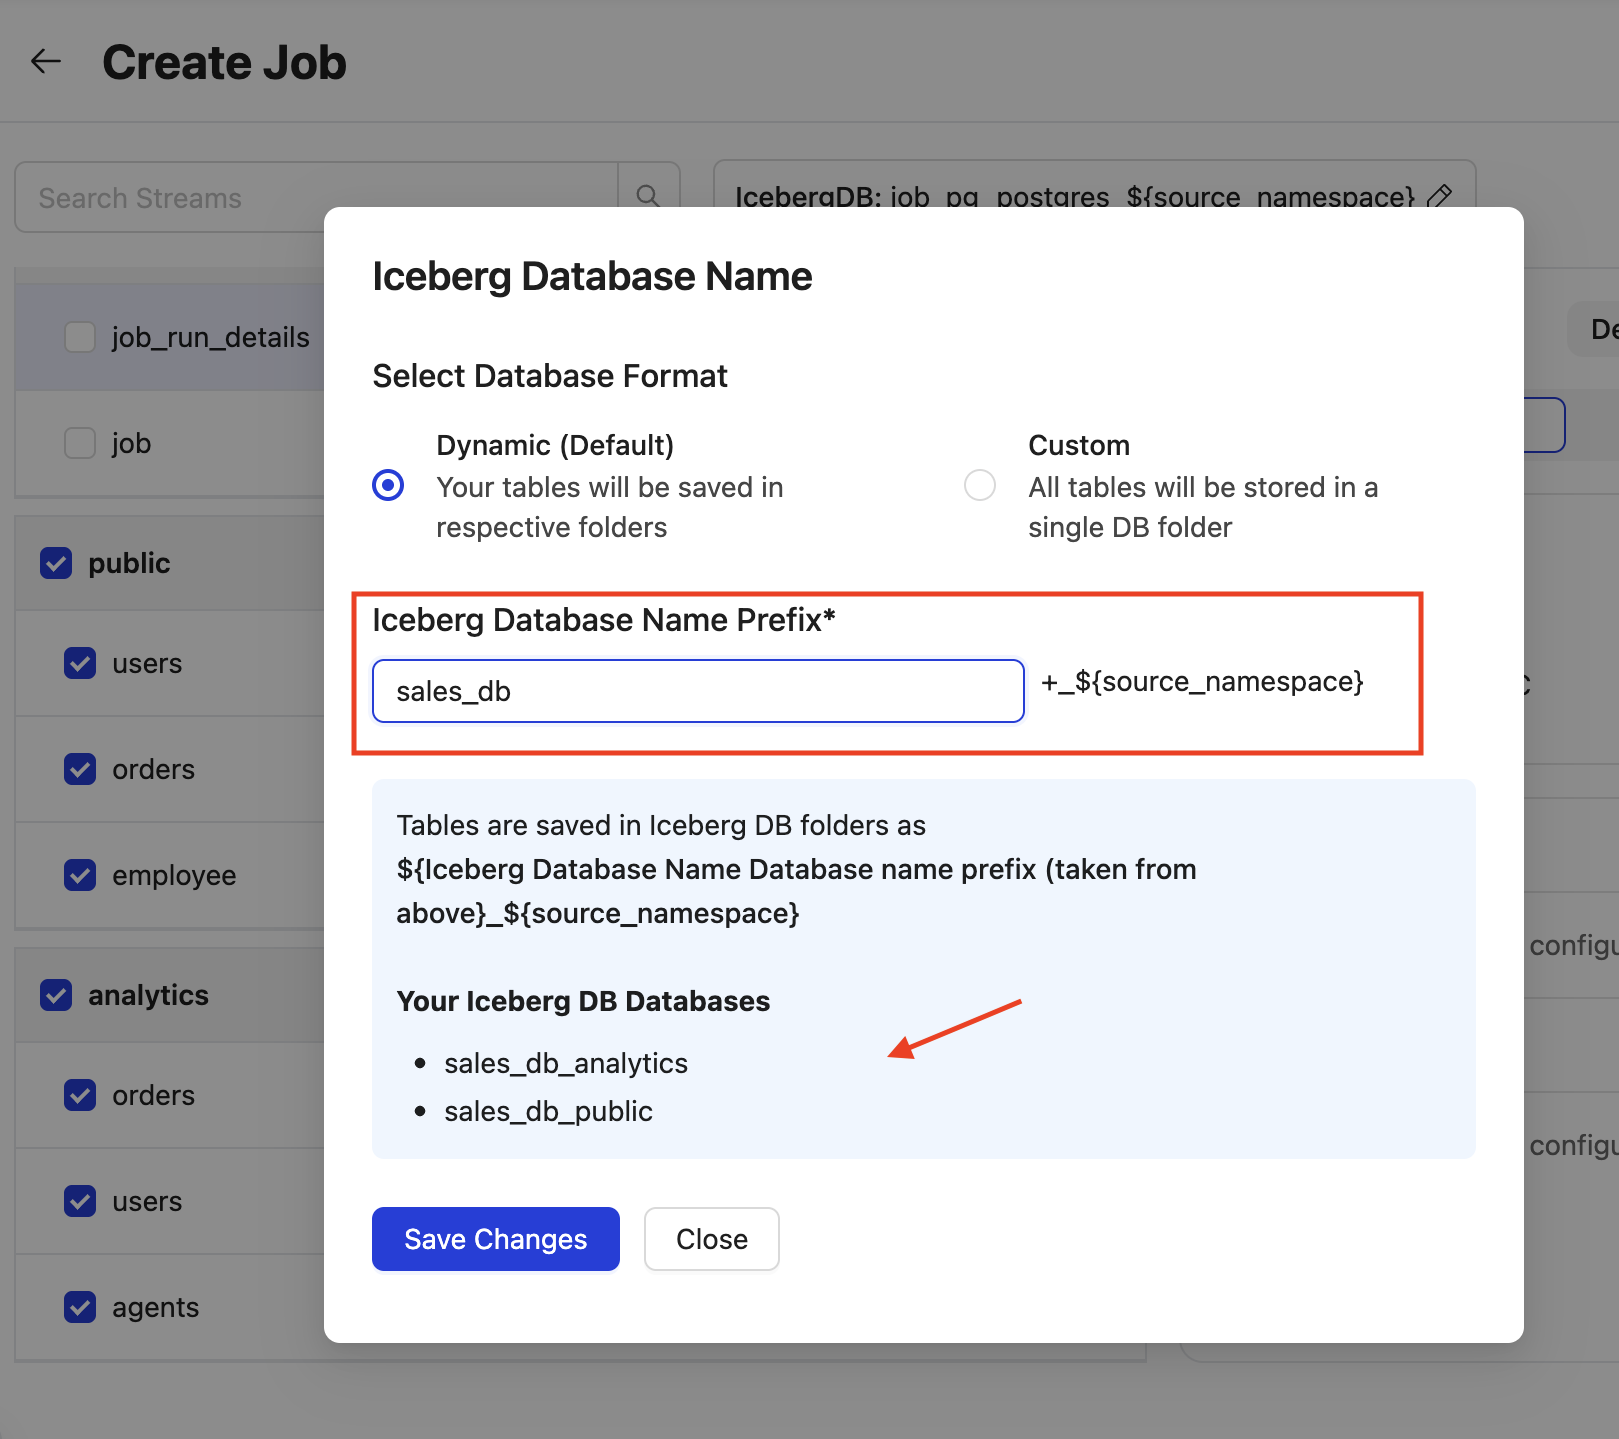 Create Job
Search Streams
IcebergDB: job_pg_postgres_${source_namespace}
job_run_details
job
public
users
orders
employee
analytics
orders
users
agents
Iceberg Database Name
Select Database Format
Dynamic (Default)
Your tables will be saved in
respective folders
Custom
All tables will be stored in a
single DB folder
Iceberg Database Name Prefix*
sales_db
+_${source_namespace}
Tables are saved in Iceberg DB folders as
${Iceberg Database Name Database name prefix (taken from
above}_${source_namespace}
Your Iceberg DB Databases
• sales_db_analytics
• sales_db_public
Save Changes
Close